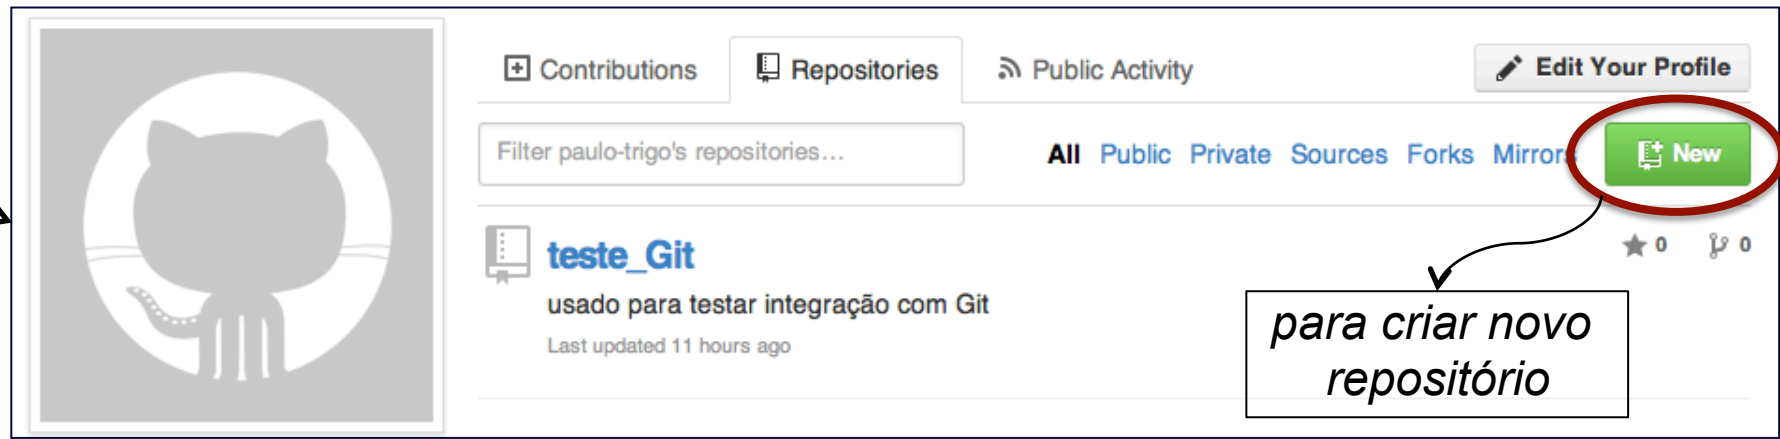 Contributions Repositories Public Activity Edit Your Profile
Filter paulo-trigo's repositories... All Public Private Sources Forks Mirrors New
teste_Git 0 0
usado para testar integração com Git
Last updated 11 hours ago
para criar novo
repositório